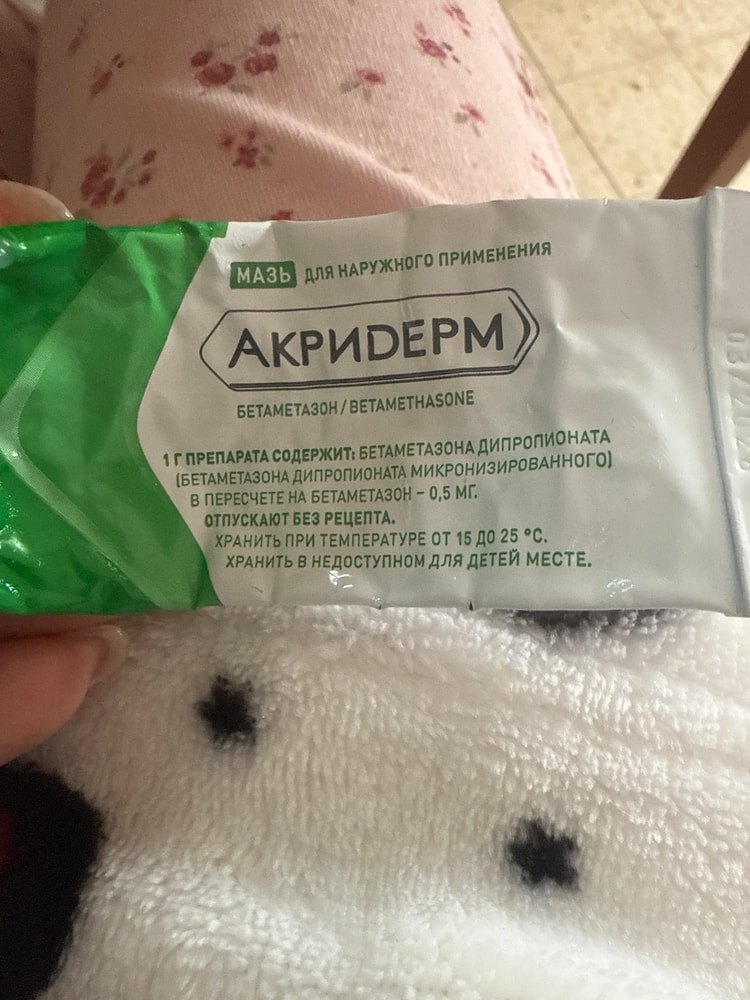 МАЗЬ ДЛЯ НАРУЖНОГО ПРИМЕНЕНИЯ
АКРИДЕРМ
БЕТАМЕТАЗОН / BETAMETHASONE
1 Г ПРЕПАРАТА СОДЕРЖИТ: БЕТАМЕТАЗОНА ДИПРОПИОНАТА
(БЕТАМЕТАЗОНА ДИПРОПИОНАТА МИКРОНИЗИРОВАННОГО)
В ПЕРЕСЧЕТЕ НА БЕТАМЕТАЗОН – 0,5 МГ.
ОТПУСКАЮТ БЕЗ РЕЦЕПТА.
ХРАНИТЬ ПРИ ТЕМПЕРАТУРЕ ОТ 15 ДО 25 °С.
ХРАНИТЬ В НЕДОСТУПНОМ ДЛЯ ДЕТЕЙ МЕСТЕ.